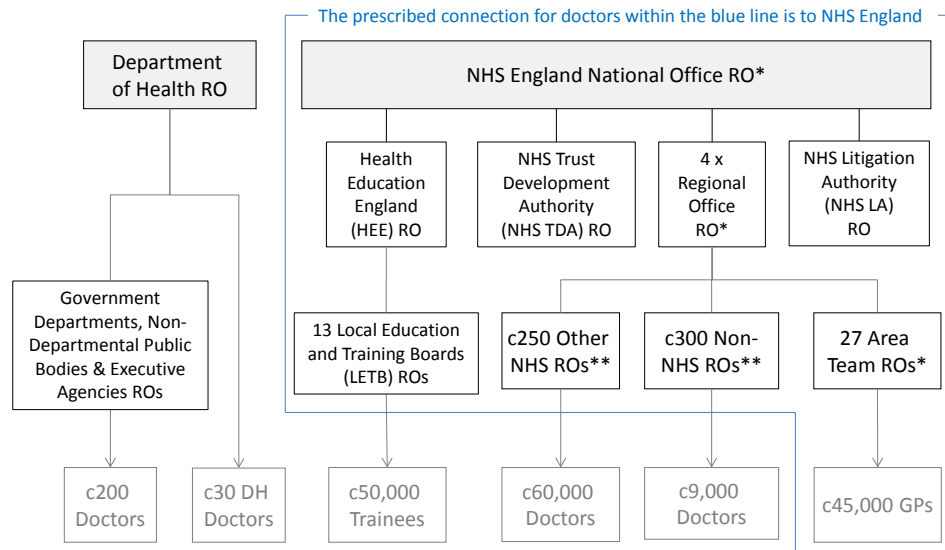 The prescribed connection for doctors within the blue line is to NHS England
Department
of Health RO
NHS England National Office RO*
Health
Education
England
(HEE) RO
NHS Trust
Development
Authority
(NHS TDA) RO
4 x
Regional
Office
RO*
NHS Litigation
Authority
(NHS LA)
RO
Government
Departments, Non-
Departmental Public
Bodies & Executive
Agencies ROs
13 Local Education
and Training Boards
(LETB) ROs
c250 Other
NHS ROs**
c300 Non-
NHS ROs**
27 Area
Team ROs*
c200
Doctors
c30 DH
Doctors
c50,000
Trainees
c60,000
Doctors
c9,000
Doctors
c45,000 GPs